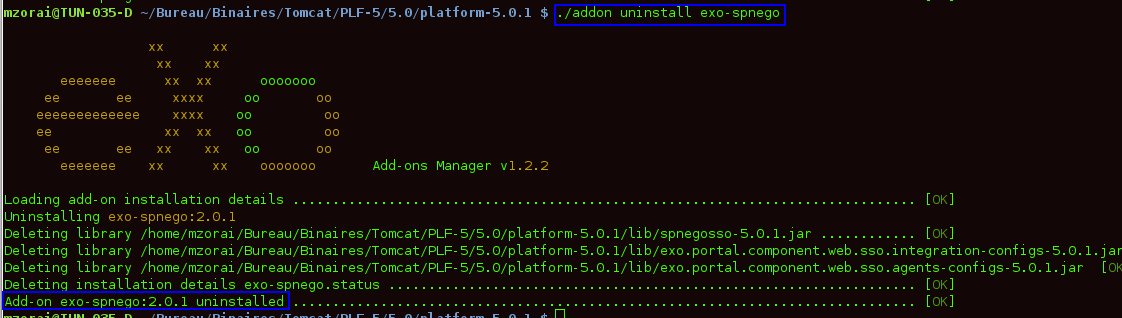 mzorai@TUN-035-D ~/Bureau/Binaires/Tomcat/PLF-5/5.0/platform-5.0.1 $ ./addon uninstall exo-spnego
xx xx
xx xx
eeeeeee xx xx ooooooo
ee ee xxxx oo oo
eeeeeeeeeeeee xxxx oo oo
ee xx xx oo oo
ee ee xx xx oo oo
eeeeeee xx xx ooooooo Add-ons Manager v1.2.2
Loading add-on installation details ............................................................................. [OK]
Uninstalling exo-spnego:2.0.1
Deleting library /home/mzorai/Bureau/Binaires/Tomcat/PLF-5/5.0/platform-5.0.1/lib/spnegosso-5.0.1.jar ............ [OK]
Deleting library /home/mzorai/Bureau/Binaires/Tomcat/PLF-5/5.0/platform-5.0.1/lib/exo.portal.component.web.sso.integration-configs-5.0.1.jar
Deleting library /home/mzorai/Bureau/Binaires/Tomcat/PLF-5/5.0/platform-5.0.1/lib/exo.portal.component.web.sso.agents-configs-5.0.1.jar [OK
Deleting installation details exo-spnego.status .................................................................. [OK]
Add-on exo-spnego:2.0.1 uninstalled .............................................................................. [OK]
mzorai@TUN-035-D ~/Bureau/Binaires/Tomcat/PLF-5/5.0/platform-5.0.1 $